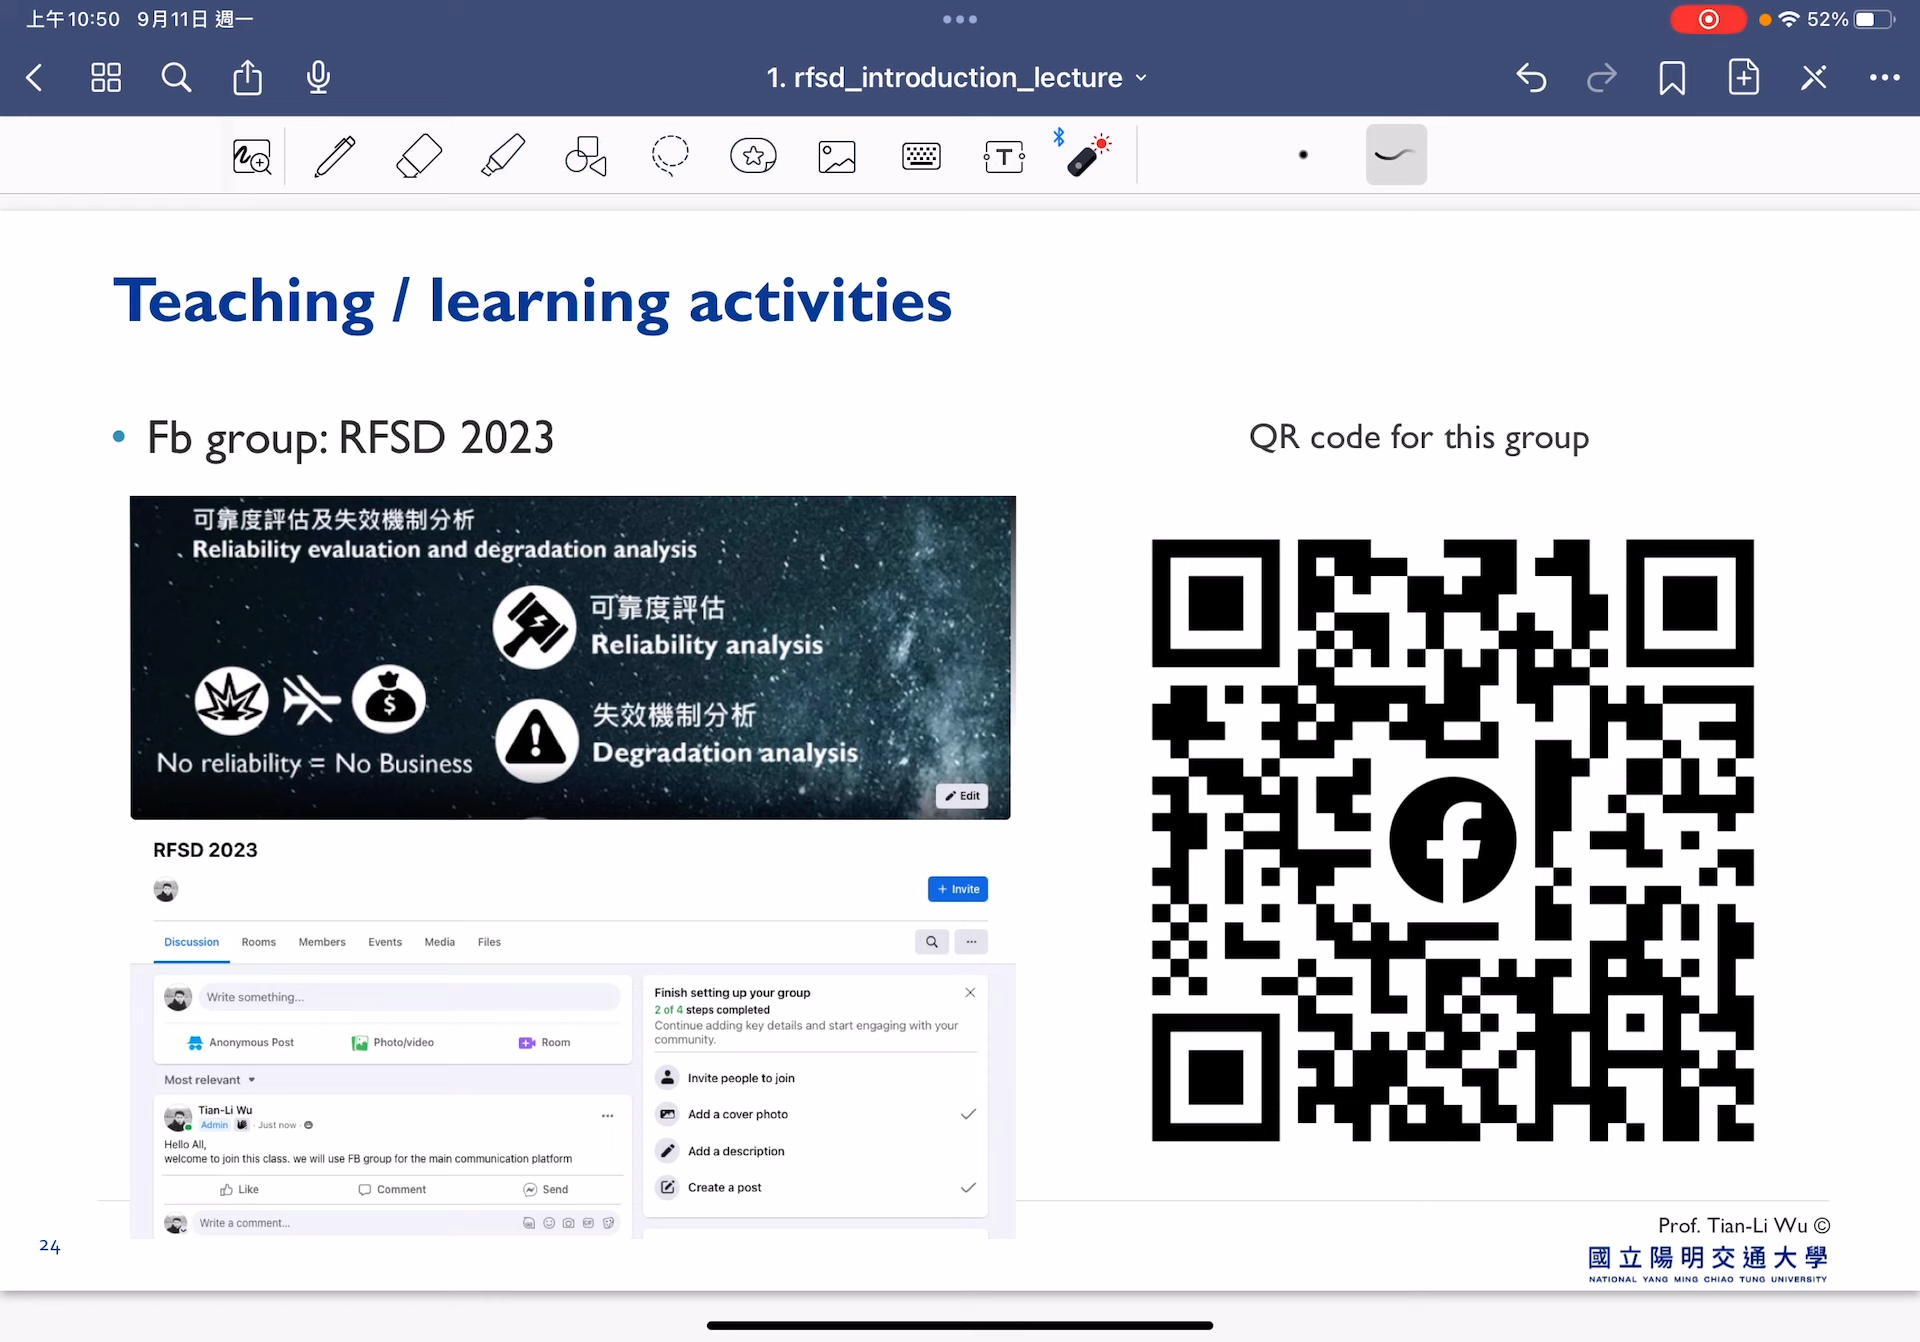 上午10:50 9月11日 週一
52%
1. rfsd_introduction_lecture
T
Teaching / learning activities
• Fb group: RFSD 2023
QR code for this group
可靠度評估及失效機制分析
Reliability evaluation and degradation analysis
可靠度評估
Reliability analysis
失效機制分析
Degradation analysis
$
No reliability = No Business
Edit
RFSD 2023
+ Invite
Discussion Rooms Members Events Media Files
Write something...
Anonymous Post Photo/video Room
Most relevant
Tian-Li Wu
Admin · Just now ·
Hello All,
welcome to join this class. we will use FB group for the main communication platform
Like Comment Send
Write a comment...
Finish setting up your group
2 of 4 steps completed
Continue adding key details and start engaging with your
community.
Invite people to join
Add a cover photo
Add a description
Create a post
f
24
Prof. Tian-Li Wu ©
國立陽明交通大學
NATIONAL YANG MING CHIAO TUNG UNIVERSITY